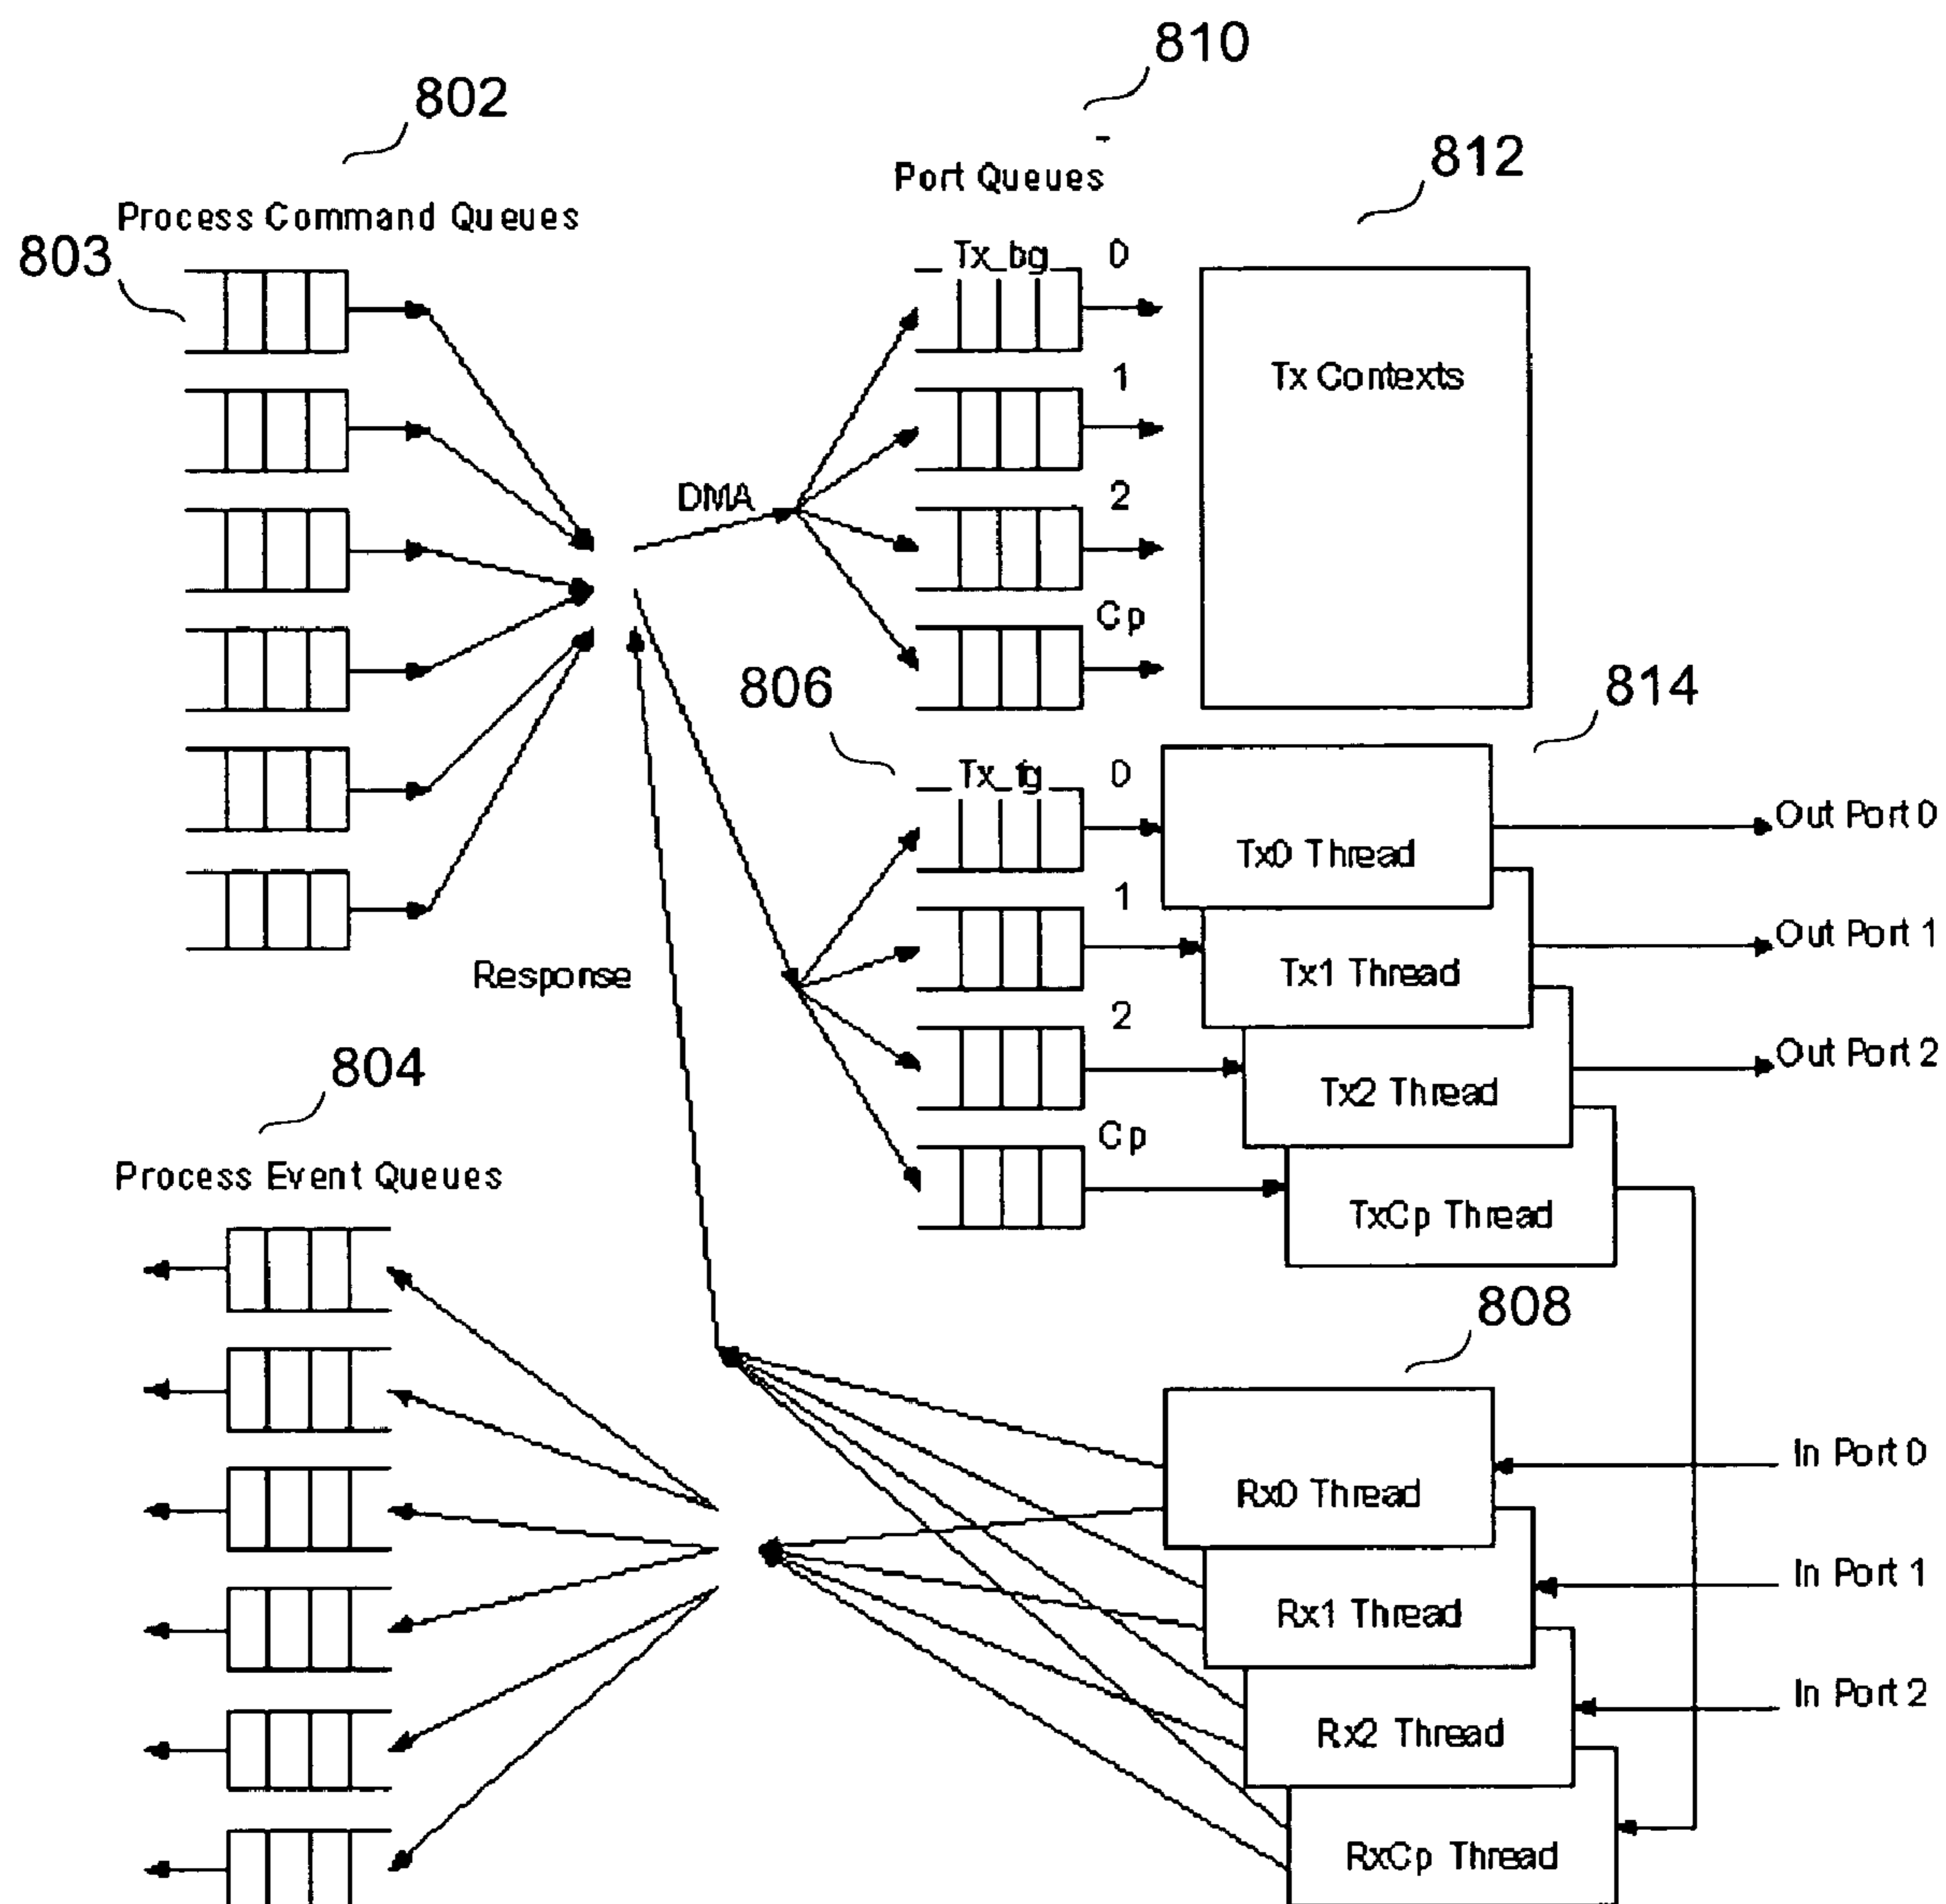 810
802
812
Port Queues
Process Command Queues
803
Tx_bg
0
Tx Contexts
1
DMA
2
Cp
806
814
Tx_fg
0
Out Port 0
Tx0 Thread
1
Out Port 1
Response
Tx1 Thread
2
Out Port 2
804
Tx2 Thread
Cp
Process Event Queues
TxCp Thread
808
In Port 0
Rx0 Thread
In Port 1
Rx1 Thread
In Port 2
Rx2 Thread
RxCp Thread